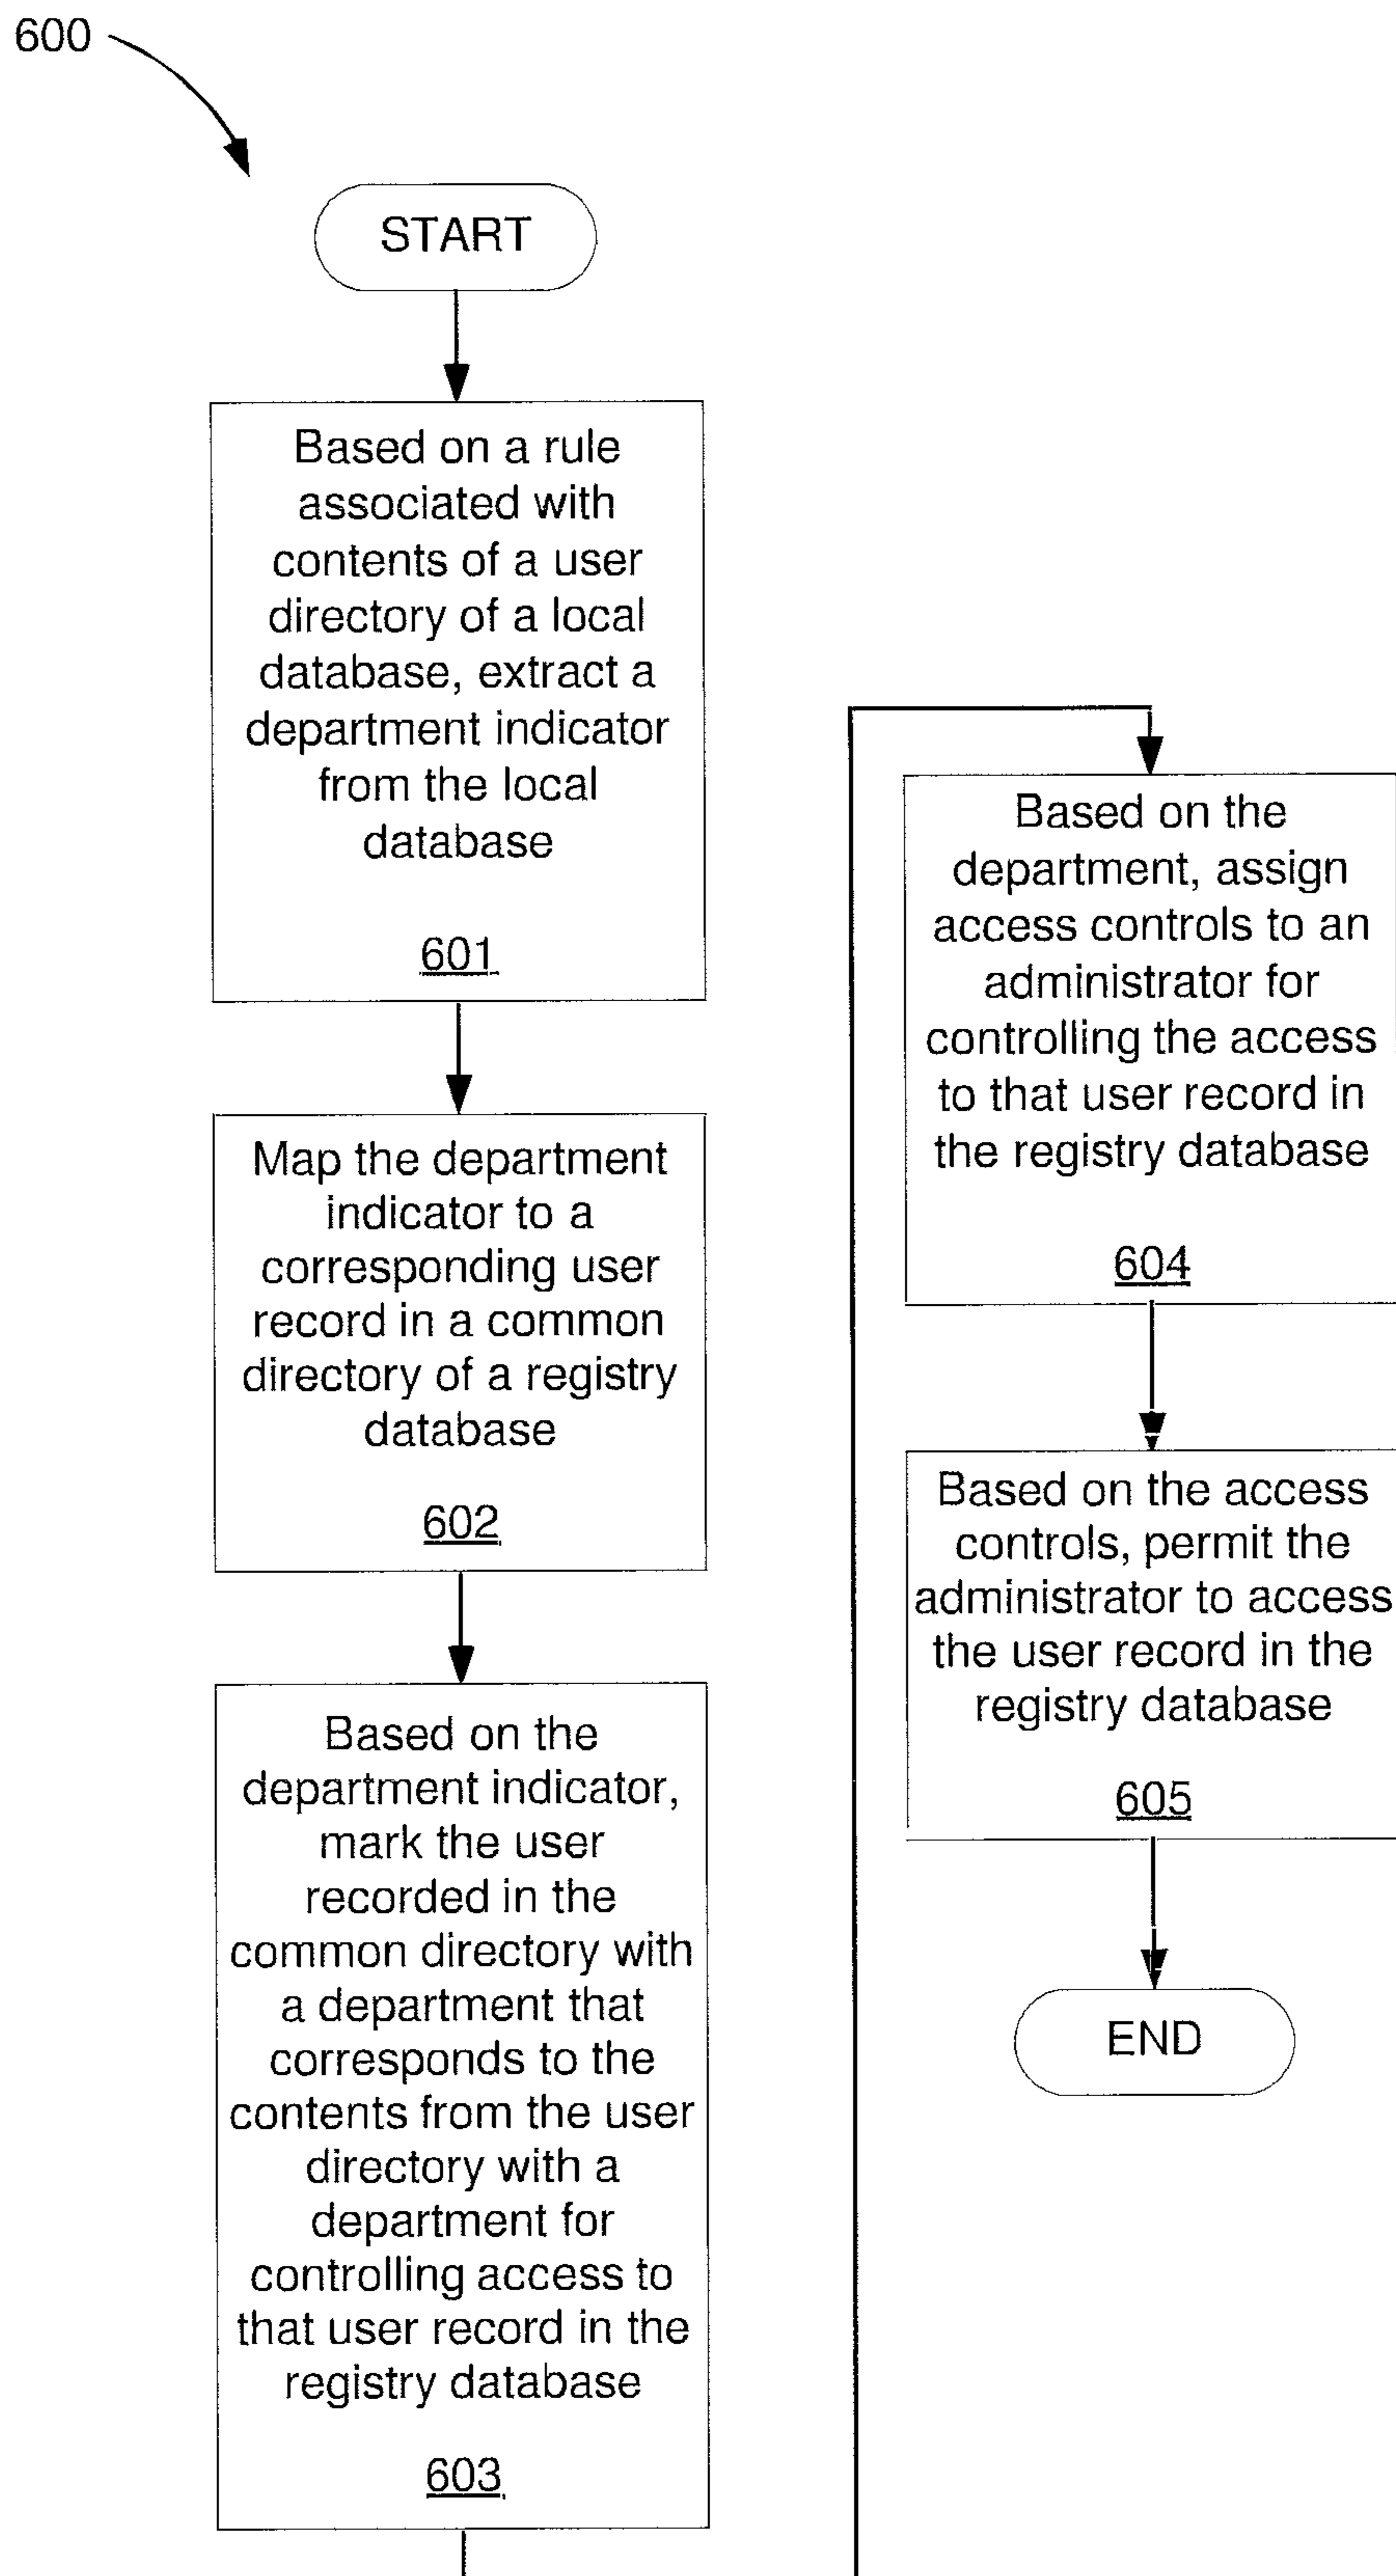 600
START
Based on a rule
associated with
contents of a user
directory of a local
database, extract a
department indicator
from the local
database
601
Map the department
indicator to a
corresponding user
record in a common
directory of a registry
database
602
Based on the
department indicator,
mark the user
recorded in the
common directory with
a department that
corresponds to the
contents from the user
directory with a
department for
controlling access to
that user record in the
registry database
603
Based on the
department, assign
access controls to an
administrator for
controlling the access
to that user record in
the registry database
604
Based on the access
controls, permit the
administrator to access
the user record in the
registry database
605
END